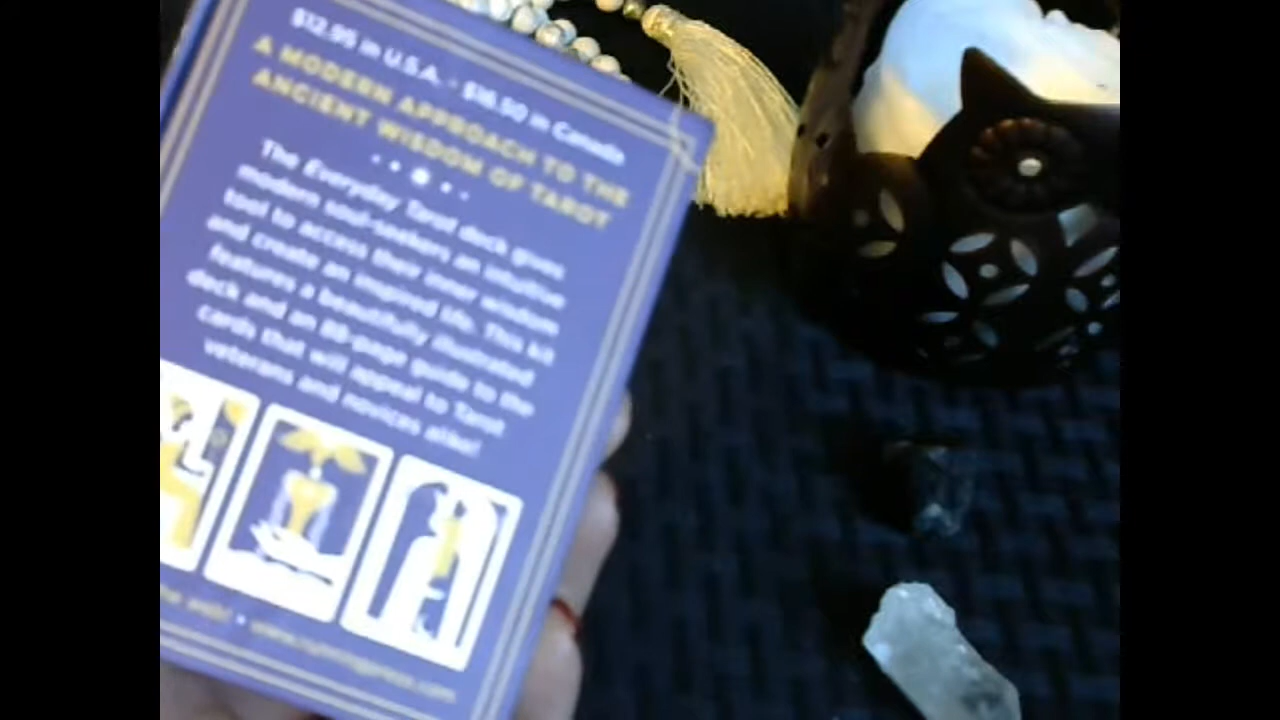 $12.95 in U.S.A. · $16.50 in Canada
A MODERN APPROACH TO THE
ANCIENT WISDOM OF TAROT
The Everyday Tarot deck gives
modern soul-seekers an intuitive
tool to access their inner wisdom
and create an inspired life. This kit
features a beautifully illustrated
deck and an 88-page guide to the
cards that will appeal to Tarot
veterans and novices alike!